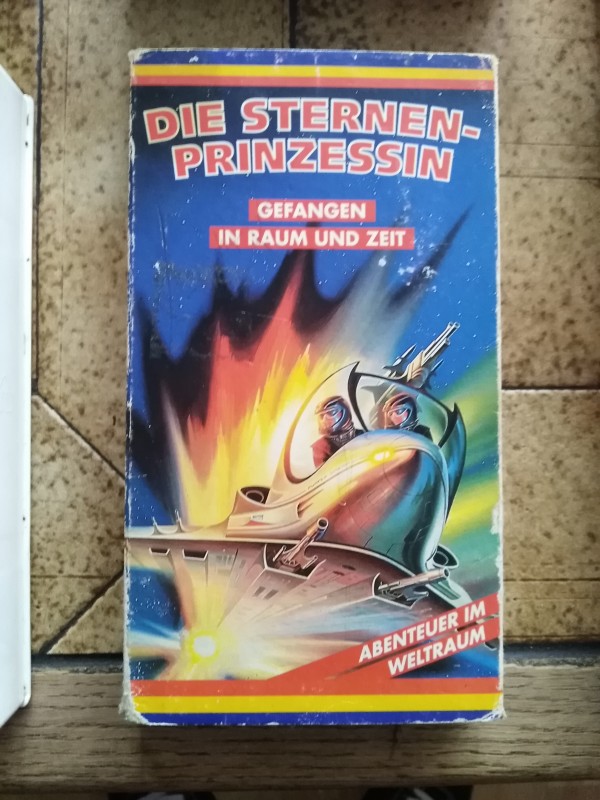 DIE STERNEN-
PRINZESSIN
GEFANGEN
IN RAUM UND ZEIT
ABENTEUER IM
WELTRAUM